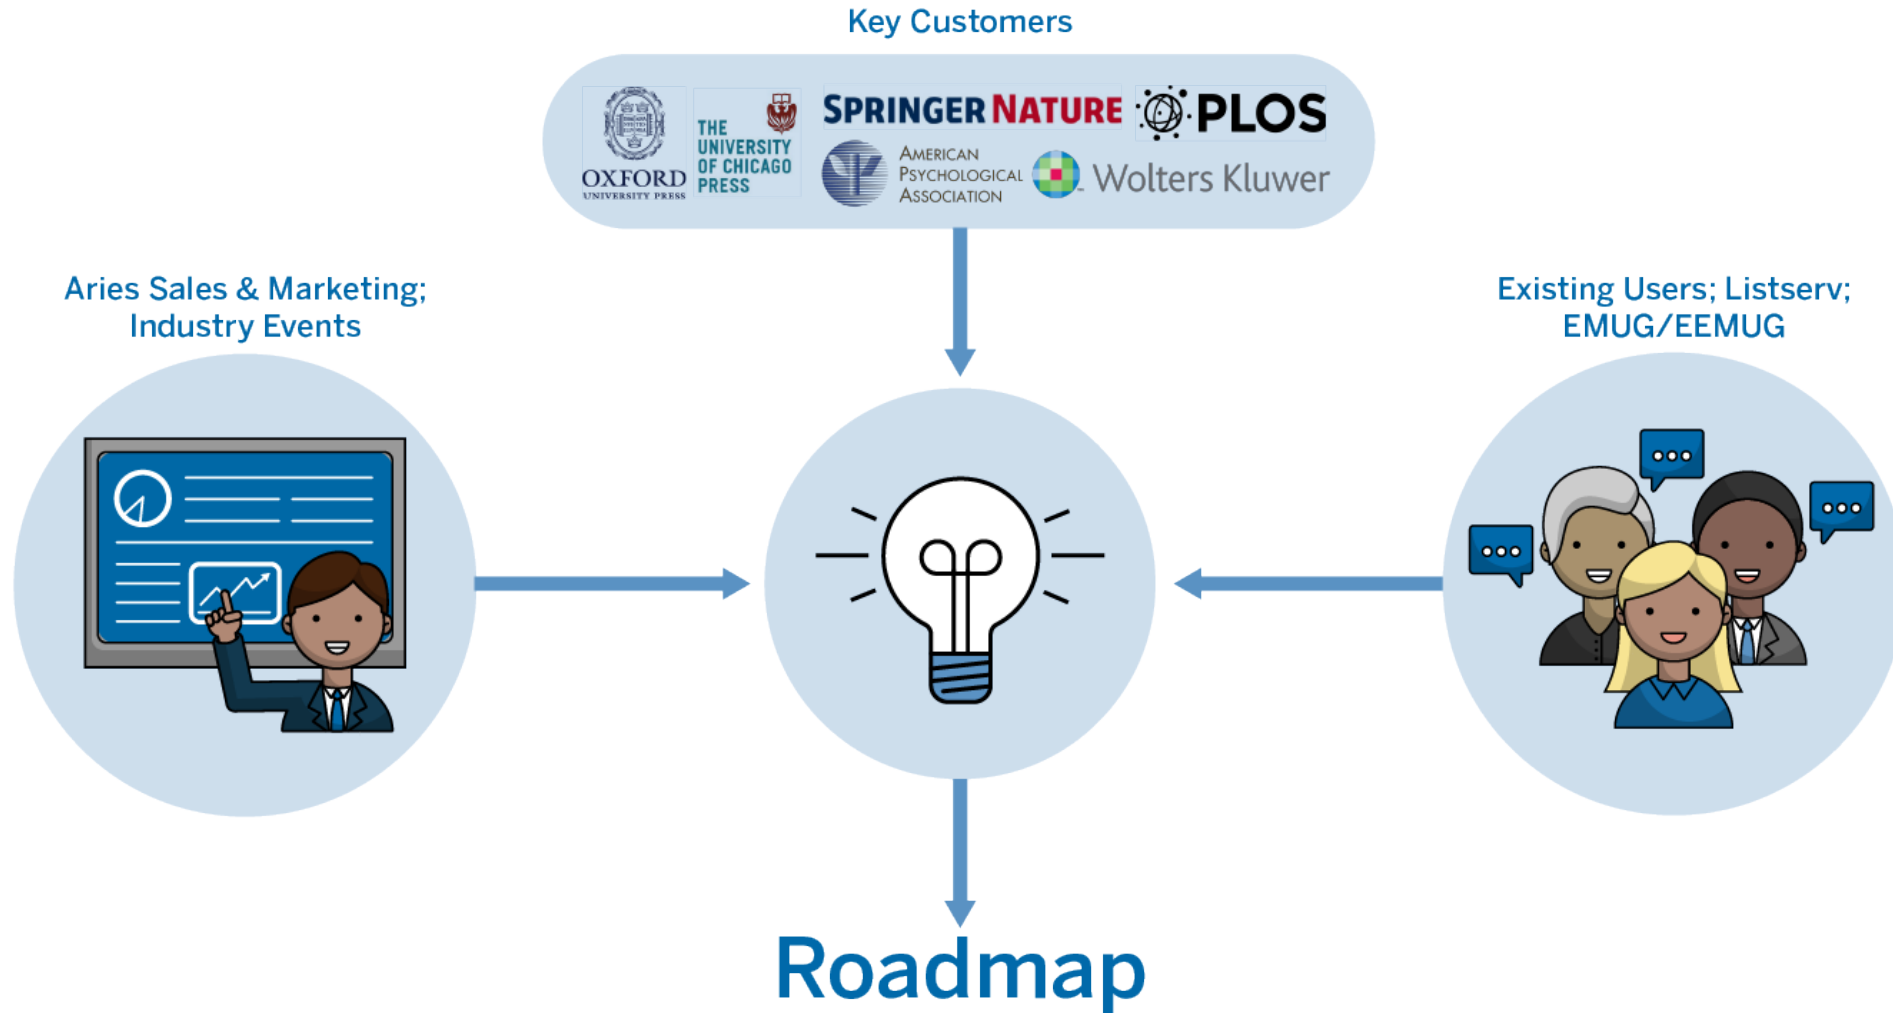 Key Customers
OXFORD
UNIVERSITY PRESS
THE
UNIVERSITY
OF CHICAGO
PRESS
SPRINGER NATURE
PLOS
AMERICAN
PSYCHOLOGICAL
ASSOCIATION
Wolters Kluwer
Aries Sales & Marketing;
Industry Events
Existing Users; Listserv;
EMUG/EEMUG
Roadmap